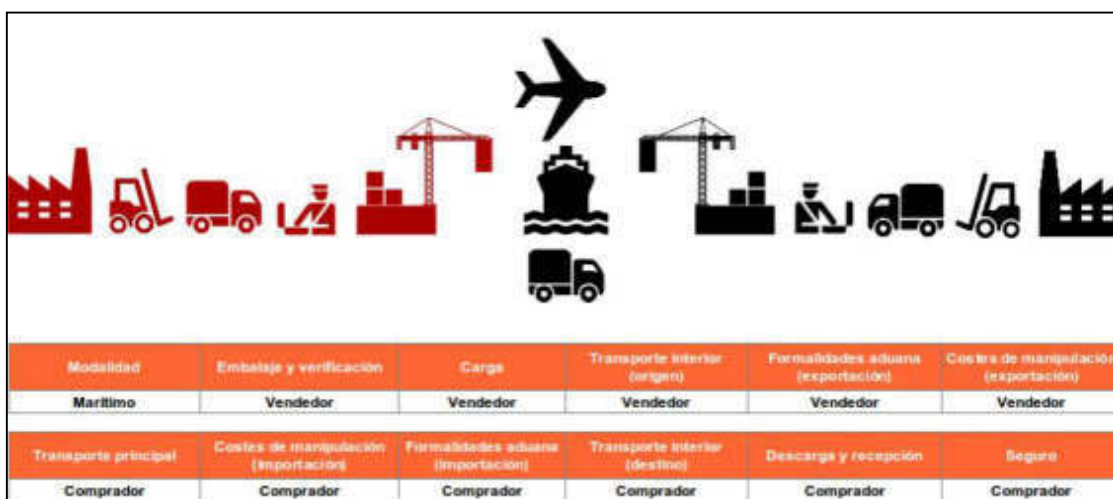 Modalidad Embalaje y verificación Carga Transporte interior (origen) Formalidades aduana (exportación) Costes de manipulación (exportación)
Marítimo Vendedor Vendedor Vendedor Vendedor Vendedor
Transporte principal Costes de manipulación (importación) Formalidades aduana (importación) Transporte interior (destino) Descarga y recepción Seguro
Comprador Comprador Comprador Comprador Comprador Comprador